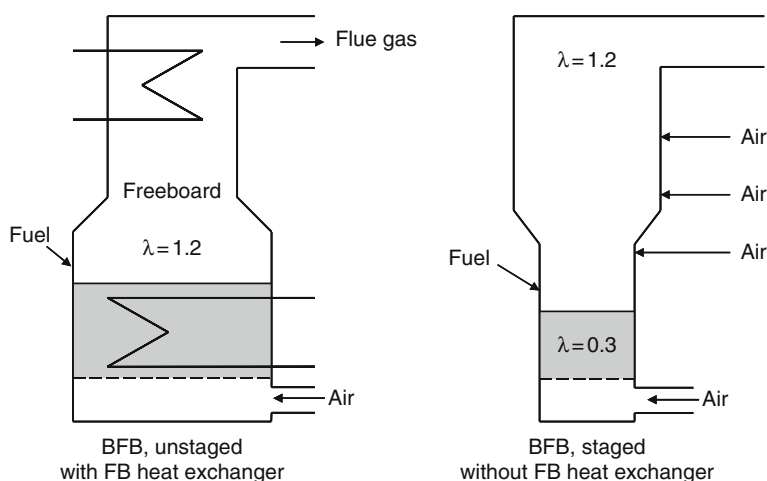 Flue gas
Freeboard
Fuel
λ=1.2
Air
BFB, unstaged
with FB heat exchanger
λ=1.2
Air
Air
Air
Fuel
λ=0.3
Air
BFB, staged
without FB heat exchanger